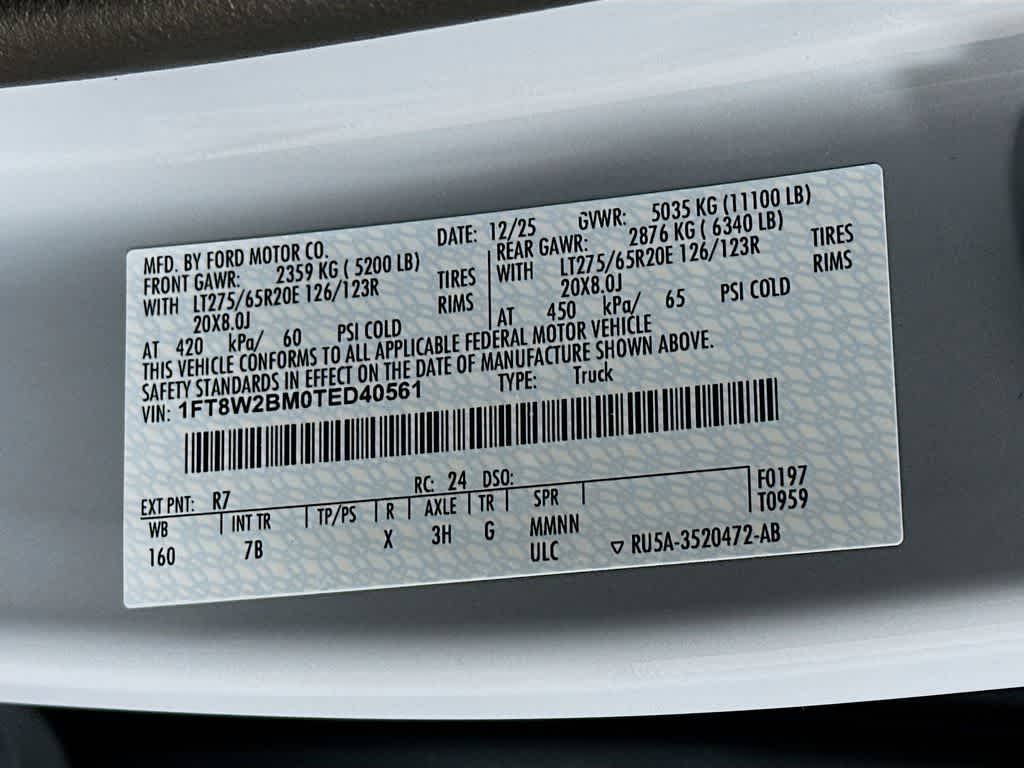 MFD. BY FORD MOTOR CO.
DATE: 12/25 GVWR: 5035 KG (11100 LB)
FRONT GAWR: 2359 KG ( 5200 LB)
REAR GAWR: 2876 KG ( 6340 LB)
WITH LT275/65R20E 126/123R TIRES
WITH LT275/65R20E 126/123R TIRES
20X8.0J RIMS
20X8.0J RIMS
AT 420 kPa/ 60 PSI COLD
AT 450 kPa/ 65 PSI COLD
THIS VEHICLE CONFORMS TO ALL APPLICABLE FEDERAL MOTOR VEHICLE
SAFETY STANDARDS IN EFFECT ON THE DATE OF MANUFACTURE SHOWN ABOVE.
VIN: 1FT8W2BM0TED40561 TYPE: Truck
EXT PNT: R7 RC: 24 DSO: F0197
WB INT TR TP/PS R AXLE TR SPR T0959
160 7B X 3H G MMNN
ULC ▽ RU5A-3520472-AB